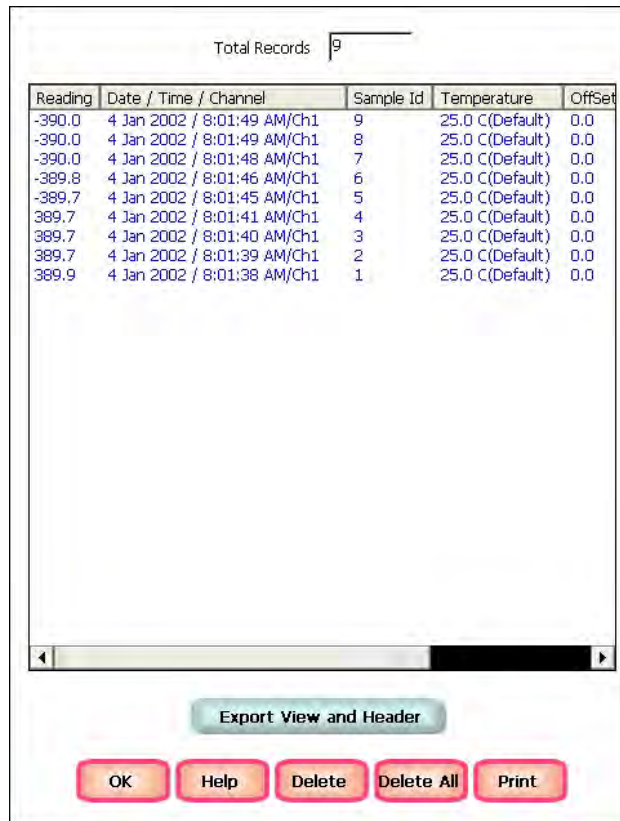 Total Records 9
Reading Date / Time / Channel Sample Id Temperature OffSet
-390.0 4 Jan 2002 / 8:01:49 AM/Ch1 9 25.0 C(Default) 0.0
-390.0 4 Jan 2002 / 8:01:49 AM/Ch1 8 25.0 C(Default) 0.0
-390.0 4 Jan 2002 / 8:01:48 AM/Ch1 7 25.0 C(Default) 0.0
-389.8 4 Jan 2002 / 8:01:46 AM/Ch1 6 25.0 C(Default) 0.0
-389.7 4 Jan 2002 / 8:01:45 AM/Ch1 5 25.0 C(Default) 0.0
389.7 4 Jan 2002 / 8:01:41 AM/Ch1 4 25.0 C(Default) 0.0
389.7 4 Jan 2002 / 8:01:40 AM/Ch1 3 25.0 C(Default) 0.0
389.7 4 Jan 2002 / 8:01:39 AM/Ch1 2 25.0 C(Default) 0.0
389.9 4 Jan 2002 / 8:01:38 AM/Ch1 1 25.0 C(Default) 0.0
Export View and Header
OK Help Delete Delete All Print